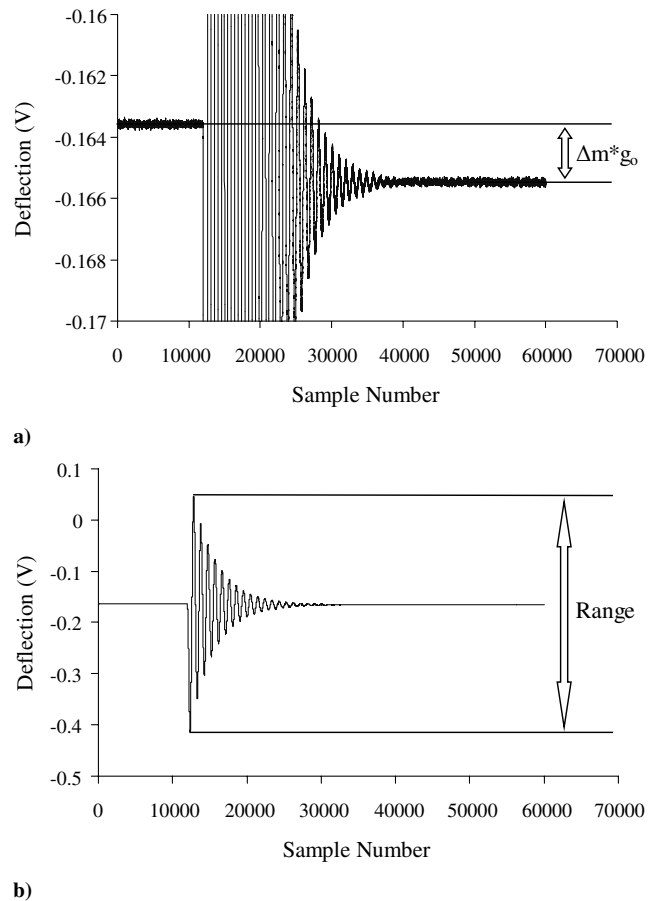 -0.16
-0.162
-0.164
-0.166
-0.168
-0.17
Deflection (V)
Δm*gₒ
0 10000 20000 30000 40000 50000 60000 70000
Sample Number
a)
0.1
0
-0.1
-0.2
-0.3
-0.4
-0.5
Deflection (V)
Range
0 10000 20000 30000 40000 50000 60000 70000
Sample Number
b)